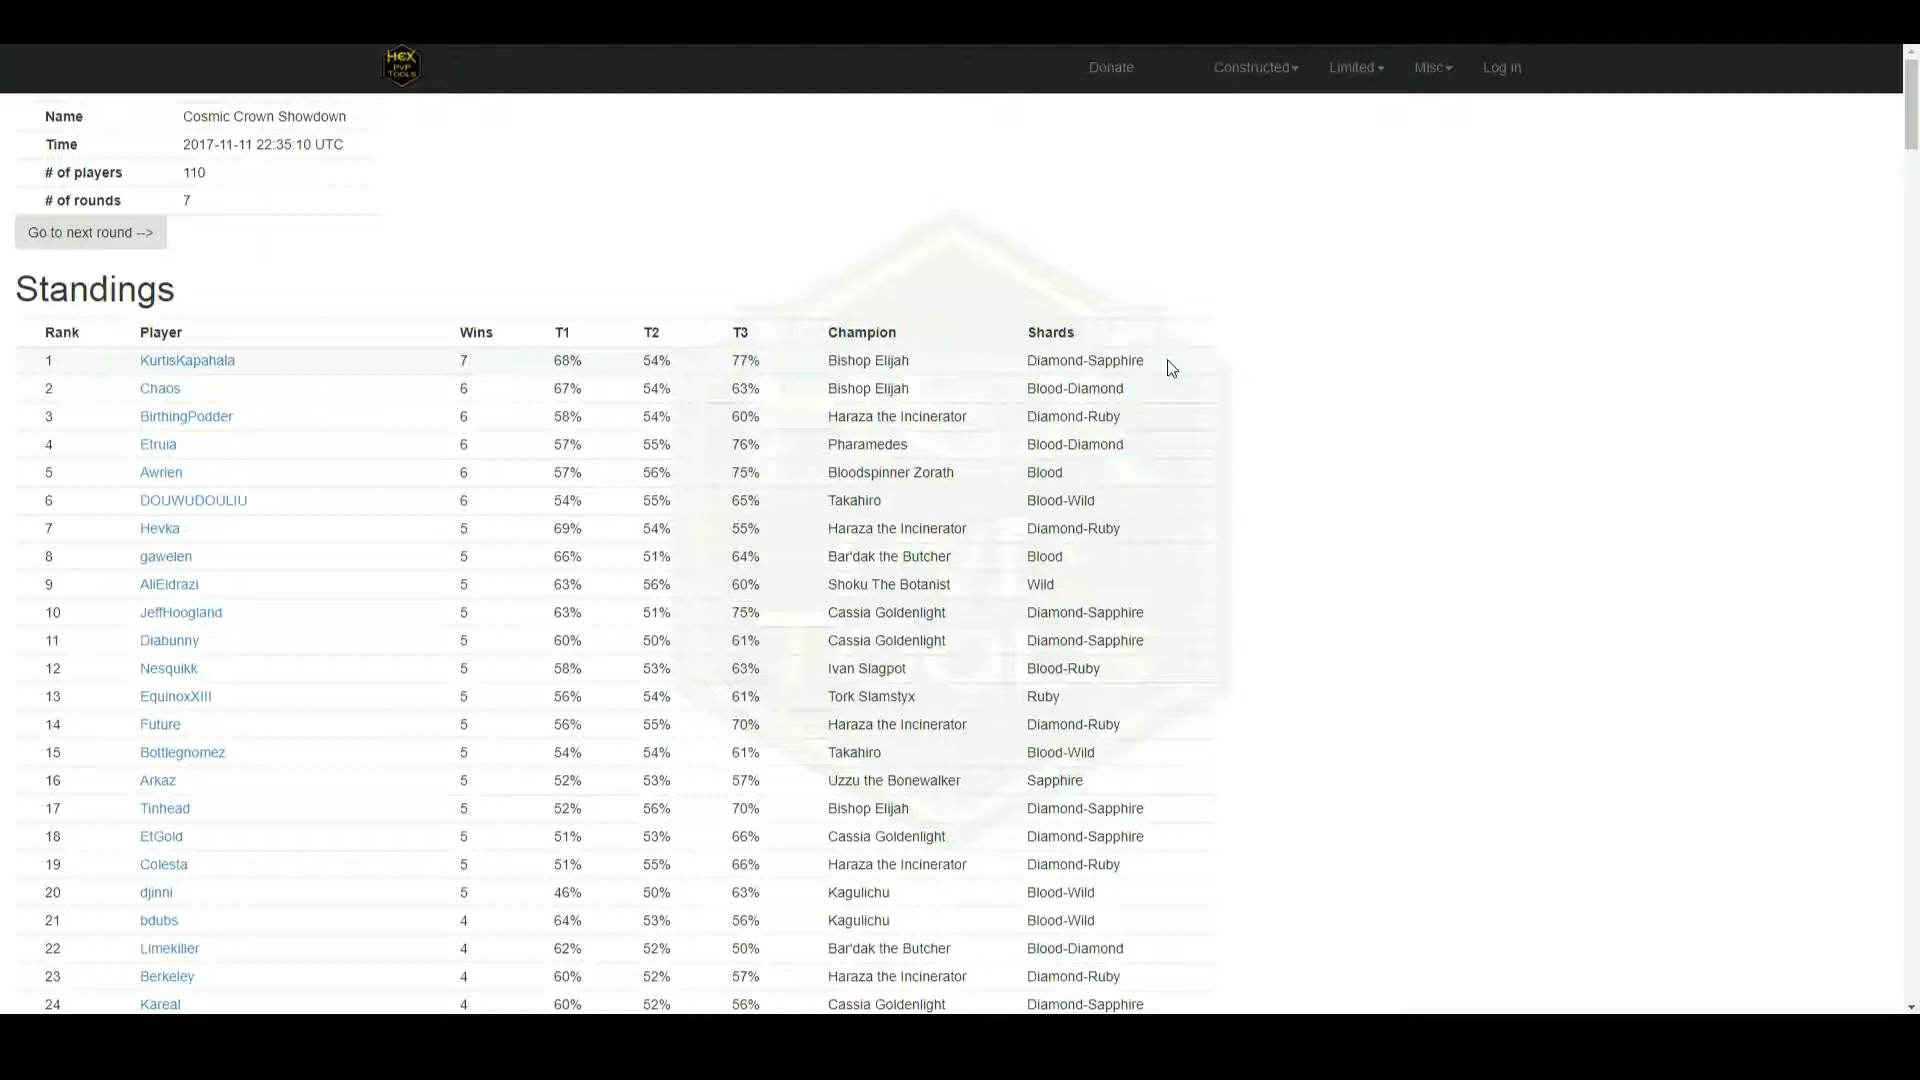 HEX
PVP
TOOLS
Donate Constructed Limited Misc Log in
Name Cosmic Crown Showdown
Time 2017-11-11 22:35:10 UTC
# of players 110
# of rounds 7
Go to next round -->
Standings
Rank Player Wins T1 T2 T3 Champion Shards
1 KurtisKapahala 7 68% 54% 77% Bishop Elijah Diamond-Sapphire
2 Chaos 6 67% 54% 63% Bishop Elijah Blood-Diamond
3 BirthingPodder 6 58% 54% 60% Haraza the Incinerator Diamond-Ruby
4 Etruia 6 57% 55% 76% Pharamedes Blood-Diamond
5 Awrien 6 57% 56% 75% Bloodspinner Zorath Blood
6 DOUWUDOULIU 6 54% 55% 65% Takahiro Blood-Wild
7 Hevka 5 69% 54% 55% Haraza the Incinerator Diamond-Ruby
8 gawelen 5 66% 51% 64% Bar'dak the Butcher Blood
9 AliEldrazi 5 63% 56% 60% Shoku The Botanist Wild
10 JeffHoogland 5 63% 51% 75% Cassia Goldenlight Diamond-Sapphire
11 Diabunny 5 60% 50% 61% Cassia Goldenlight Diamond-Sapphire
12 Nesquikk 5 58% 53% 63% Ivan Slagpot Blood-Ruby
13 EquinoxXIII 5 56% 54% 61% Tork Slamstyx Ruby
14 Future 5 56% 55% 70% Haraza the Incinerator Diamond-Ruby
15 Bottlegnomez 5 54% 54% 61% Takahiro Blood-Wild
16 Arkaz 5 52% 53% 57% Uzzu the Bonewalker Sapphire
17 Tinhead 5 52% 56% 70% Bishop Elijah Diamond-Sapphire
18 EtGold 5 51% 53% 66% Cassia Goldenlight Diamond-Sapphire
19 Colesta 5 51% 55% 66% Haraza the Incinerator Diamond-Ruby
20 djinni 5 46% 50% 63% Kagulichu Blood-Wild
21 bdubs 4 64% 53% 56% Kagulichu Blood-Wild
22 Limekiller 4 62% 52% 50% Bar'dak the Butcher Blood-Diamond
23 Berkeley 4 60% 52% 57% Haraza the Incinerator Diamond-Ruby
24 Kareal 4 60% 52% 56% Cassia Goldenlight Diamond-Sapphire